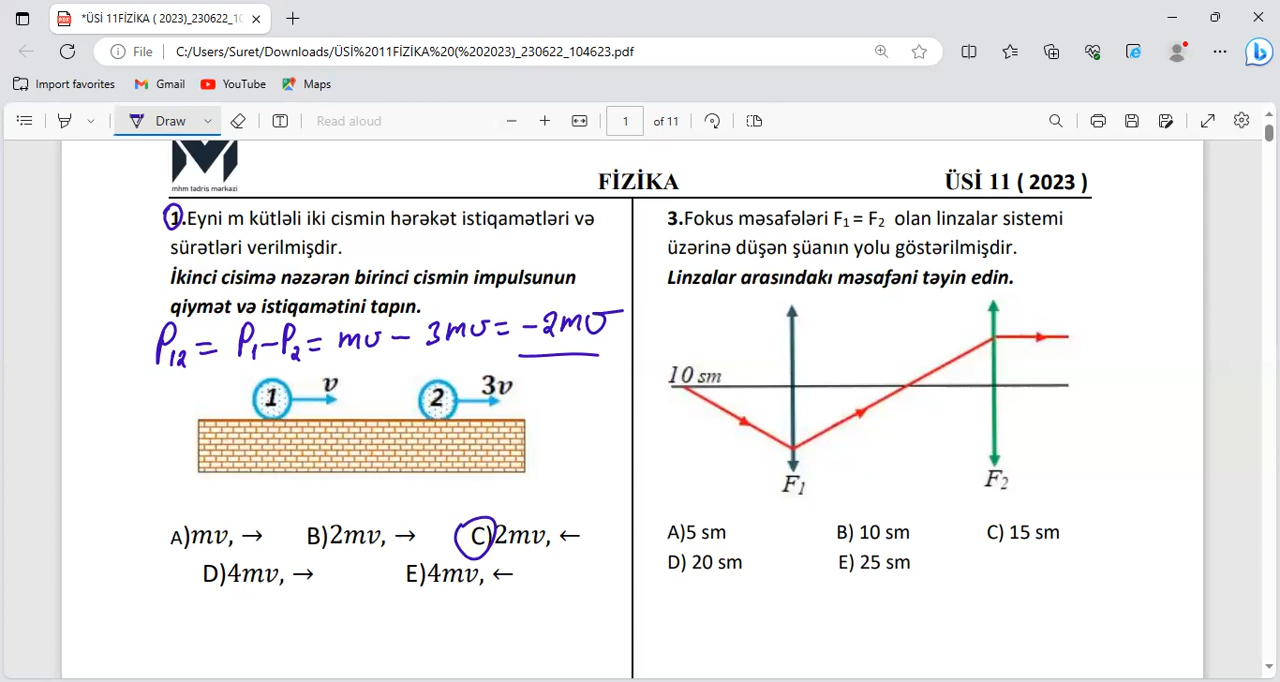 *ÜSİ 11FİZİKA ( 2023)_230622_10
File
C:/Users/Suret/Downloads/ÜSİ%2011FİZİKA%20(%202023)_230622_104623.pdf
Import favorites
Gmail
YouTube
Maps
Draw
Read aloud
1
of 11
mhm tədris mərkəzi
FİZİKA
ÜSİ 11 ( 2023 )
1.Eyni m kütləli iki cismin hərəkət istiqamətləri və
sürətləri verilmişdir.
İkinci cisimə nəzərən birinci cismin impulsunun
qiymət və istiqamətini tapın.
P₁₂ = P₁-P₂ = mv - 3mv = -2mv
1
v
2
3v
A)mv, →
B)2mv, →
C)2mv, ←
D)4mv, →
E)4mv, ←
3.Fokus məsafələri F₁ = F₂ olan linzalar sistemi
üzərinə düşən şüanın yolu göstərilmişdir.
Linzalar arasındakı məsafəni təyin edin.
10 sm
F₁
F₂
A)5 sm
B) 10 sm
C) 15 sm
D) 20 sm
E) 25 sm